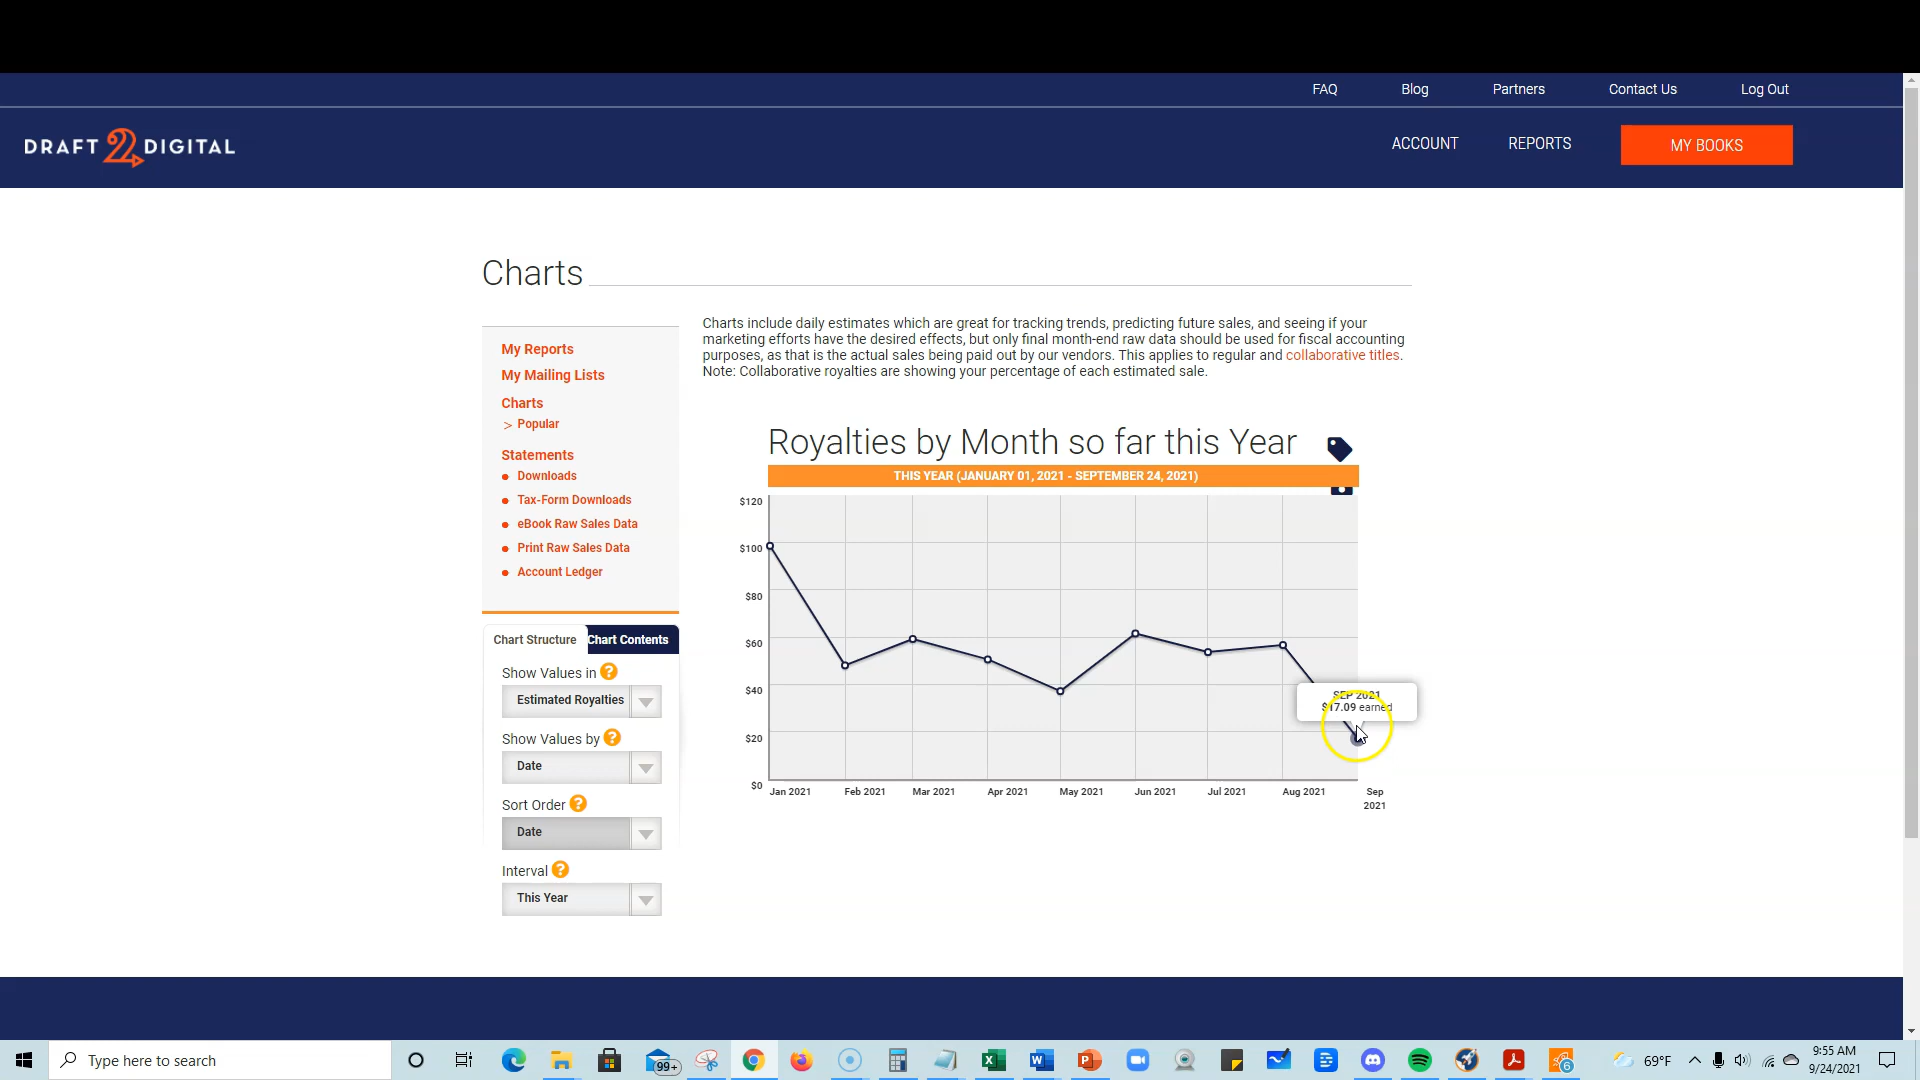 FAQ Blog Partners Contact Us Log Out
DRAFT 2 DIGITAL
ACCOUNT REPORTS MY BOOKS
Charts
My Reports
My Mailing Lists
Charts
> Popular
Statements
Downloads
Tax-Form Downloads
eBook Raw Sales Data
Print Raw Sales Data
Account Ledger
Chart Structure Chart Contents
Show Values in ?
Estimated Royalties
Show Values by ?
Date
Sort Order ?
Date
Interval ?
This Year
Charts include daily estimates which are great for tracking trends, predicting future sales, and seeing if your
marketing efforts have the desired effects, but only final month-end raw data should be used for fiscal accounting
purposes, as that is the actual sales being paid out by our vendors. This applies to regular and collaborative titles.
Note: Collaborative royalties are showing your percentage of each estimated sale.
Royalties by Month so far this Year
THIS YEAR (JANUARY 01, 2021 - SEPTEMBER 24, 2021)
$120
$100
$80
$60
$40
$20
$0
SEP 2021
$17.09 earned
Jan 2021 Feb 2021 Mar 2021 Apr 2021 May 2021 Jun 2021 Jul 2021 Aug 2021 Sep
2021
Type here to search
99+
6
69°F
9:55 AM
9/24/2021